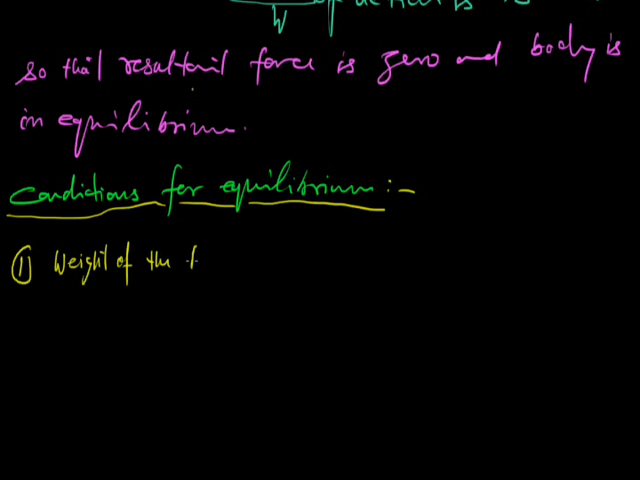 W
so that resultant force is zero and body is
in equilibrium.
Conditions for equilibrium :-
① Weight of the